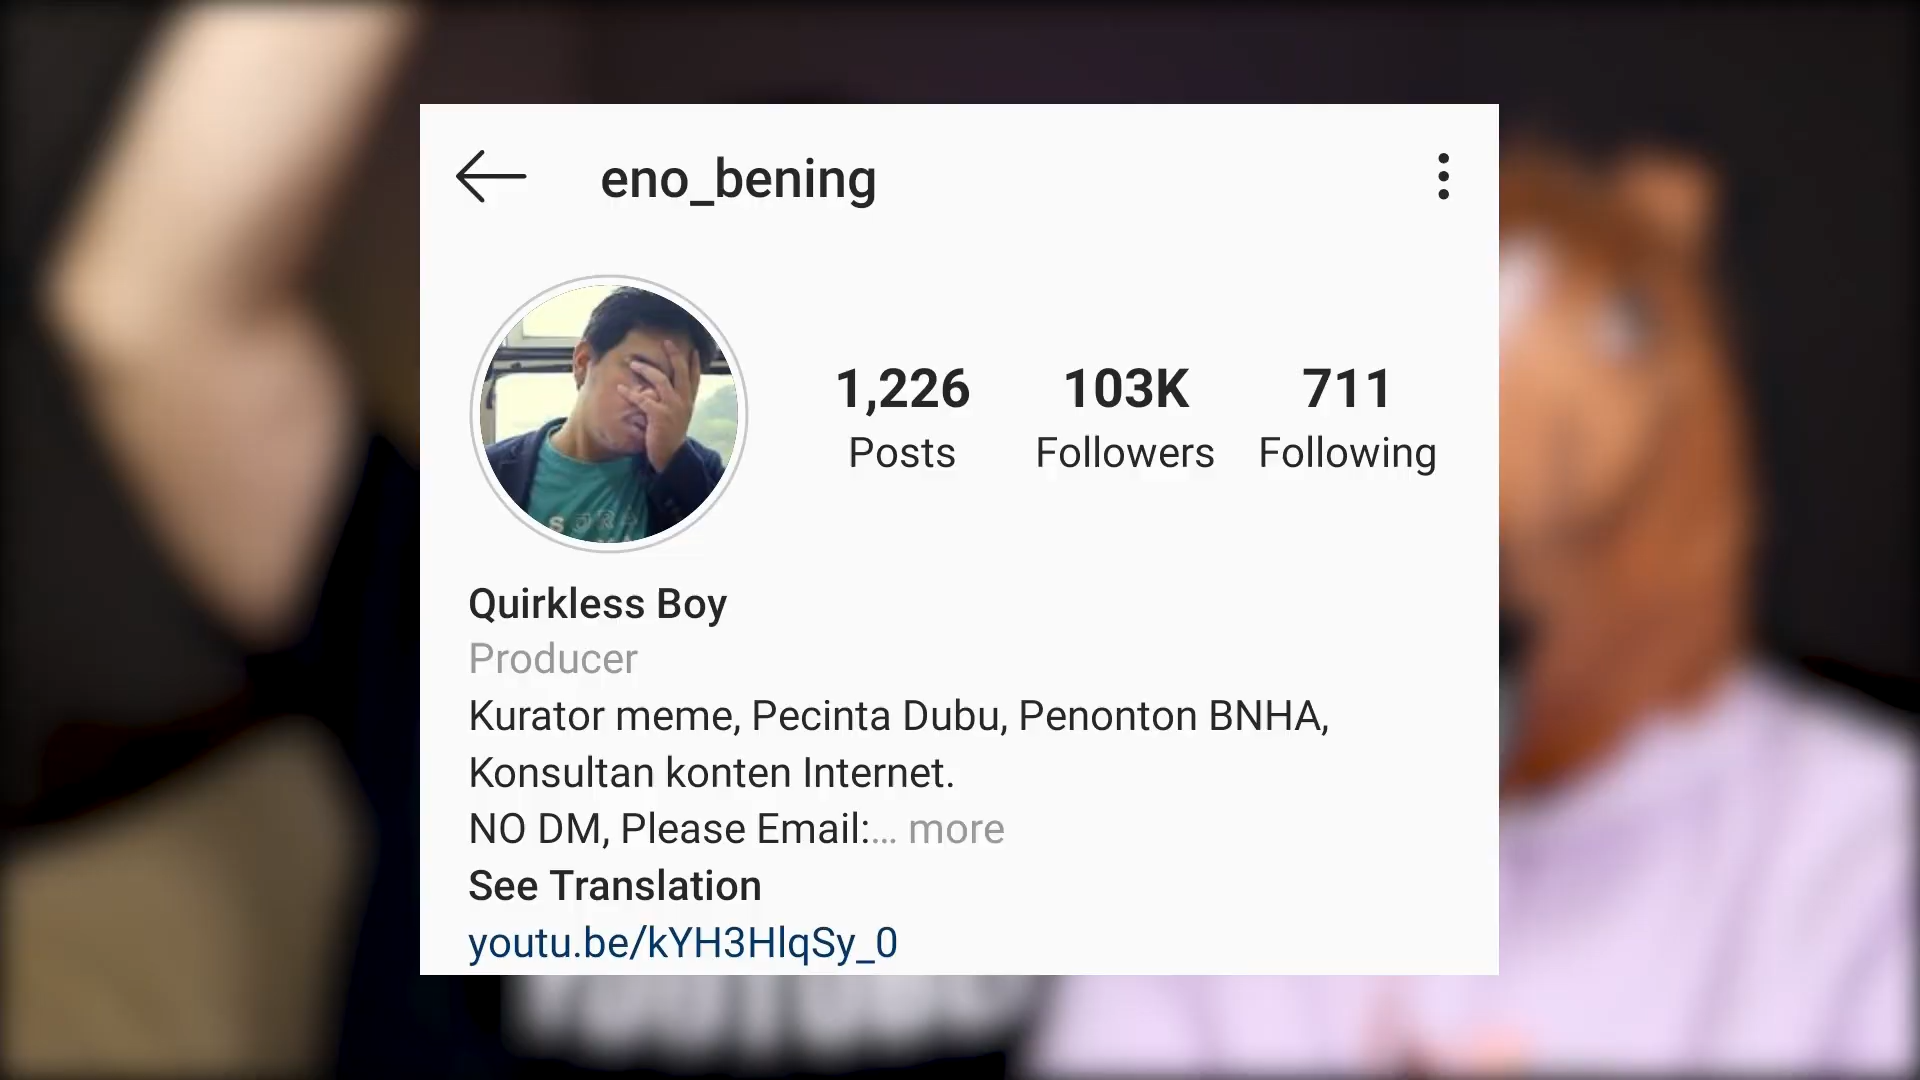 eno_bening
1,226 103K 711
Posts Followers Following
Quirkless Boy
Producer
Kurator meme, Pecinta Dubu, Penonton BNHA,
Konsultan konten Internet.
NO DM, Please Email:... more
See Translation
youtu.be/kYH3HlqSy_0